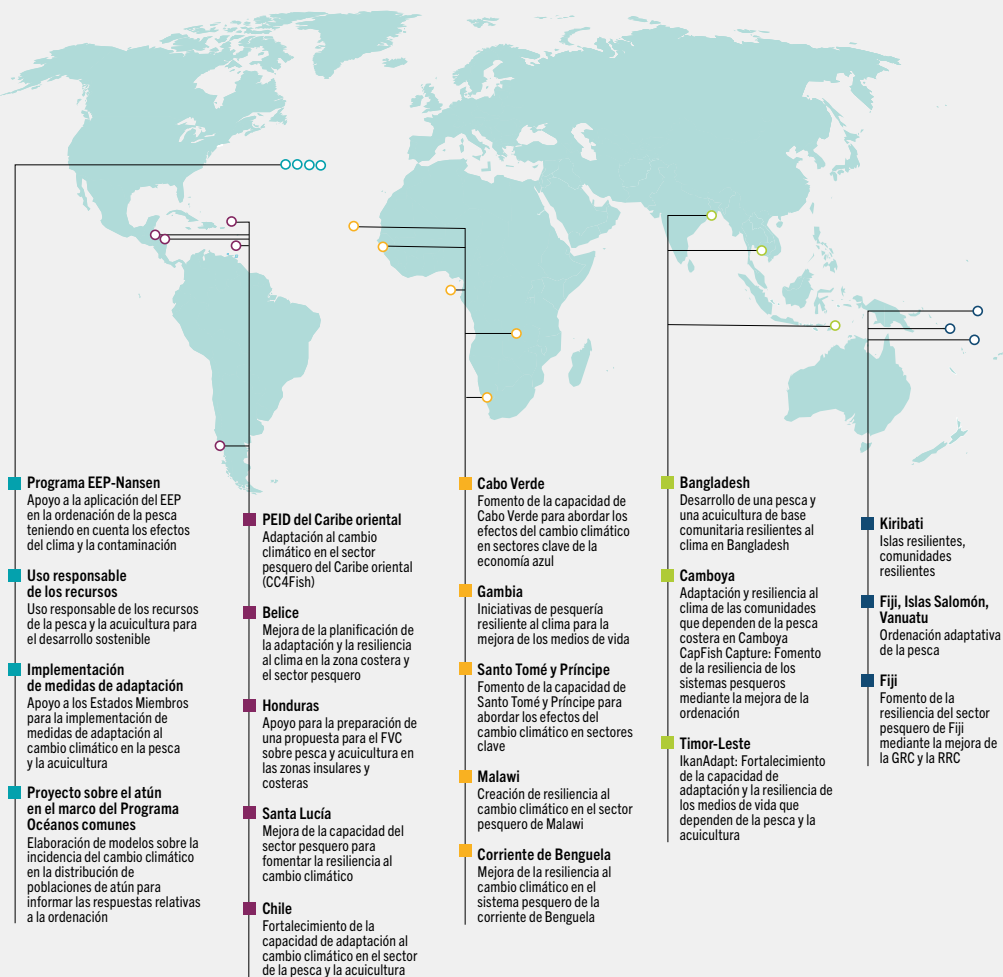 Programa EEP-Nansen
Apoyo a la aplicación del EEP
en la ordenación de la pesca
teniendo en cuenta los efectos
del clima y la contaminación
Uso responsable
de los recursos
Uso responsable de los recursos
de la pesca y la acuicultura para
el desarrollo sostenible
Implementación
de medidas de adaptación
Apoyo a los Estados Miembros
para la implementación de
medidas de adaptación al
cambio climático en la pesca
y la acuicultura
Proyecto sobre el atún
en el marco del Programa
Océanos comunes
Elaboración de modelos sobre la
incidencia del cambio climático
en la distribución de
poblaciones de atún para
informar las respuestas relativas
a la ordenación
PEID del Caribe oriental
Adaptación al cambio
climático en el sector
pesquero del Caribe oriental
(CC4Fish)
Belice
Mejora de la planificación de
la adaptación y la resiliencia
al clima en la zona costera y
el sector pesquero
Honduras
Apoyo para la preparación de
una propuesta para el FVC
sobre pesca y acuicultura en
las zonas insulares y
costeras
Santa Lucía
Mejora de la capacidad del
sector pesquero para
fomentar la resiliencia al
cambio climático
Chile
Fortalecimiento de la
capacidad de adaptación al
cambio climático en el sector
de la pesca y la acuicultura
Cabo Verde
Fomento de la capacidad de
Cabo Verde para abordar los
efectos del cambio climático
en sectores clave de la
economía azul
Gambia
Iniciativas de pesquería
resiliente al clima para la
mejora de los medios de vida
Santo Tomé y Príncipe
Fomento de la capacidad de
Santo Tomé y Príncipe para
abordar los efectos del
cambio climático en sectores
clave
Malawi
Creación de resiliencia al
cambio climático en el sector
pesquero de Malawi
Corriente de Benguela
Mejora de la resiliencia al
cambio climático en el
sistema pesquero de la
corriente de Benguela
Bangladesh
Desarrollo de una pesca y
una acuicultura de base
comunitaria resilientes al
clima en Bangladesh
Camboya
Adaptación y resiliencia al
clima de las comunidades
que dependen de la pesca
costera en Camboya
CapFish Capture: Fomento
de la resiliencia de los
sistemas pesqueros
mediante la mejora de la
ordenación
Timor-Leste
IkanAdapt: Fortalecimiento
de la capacidad de
adaptación y la resiliencia de
los medios de vida que
dependen de la pesca y la
acuicultura
Kiribati
Islas resilientes,
comunidades
resilientes
Fiji, Islas Salomón,
Vanuatu
Ordenación adaptativa
de la pesca
Fiji
Fomento de la
resiliencia del sector
pesquero de Fiji
mediante la mejora de
la GRC y la RRC